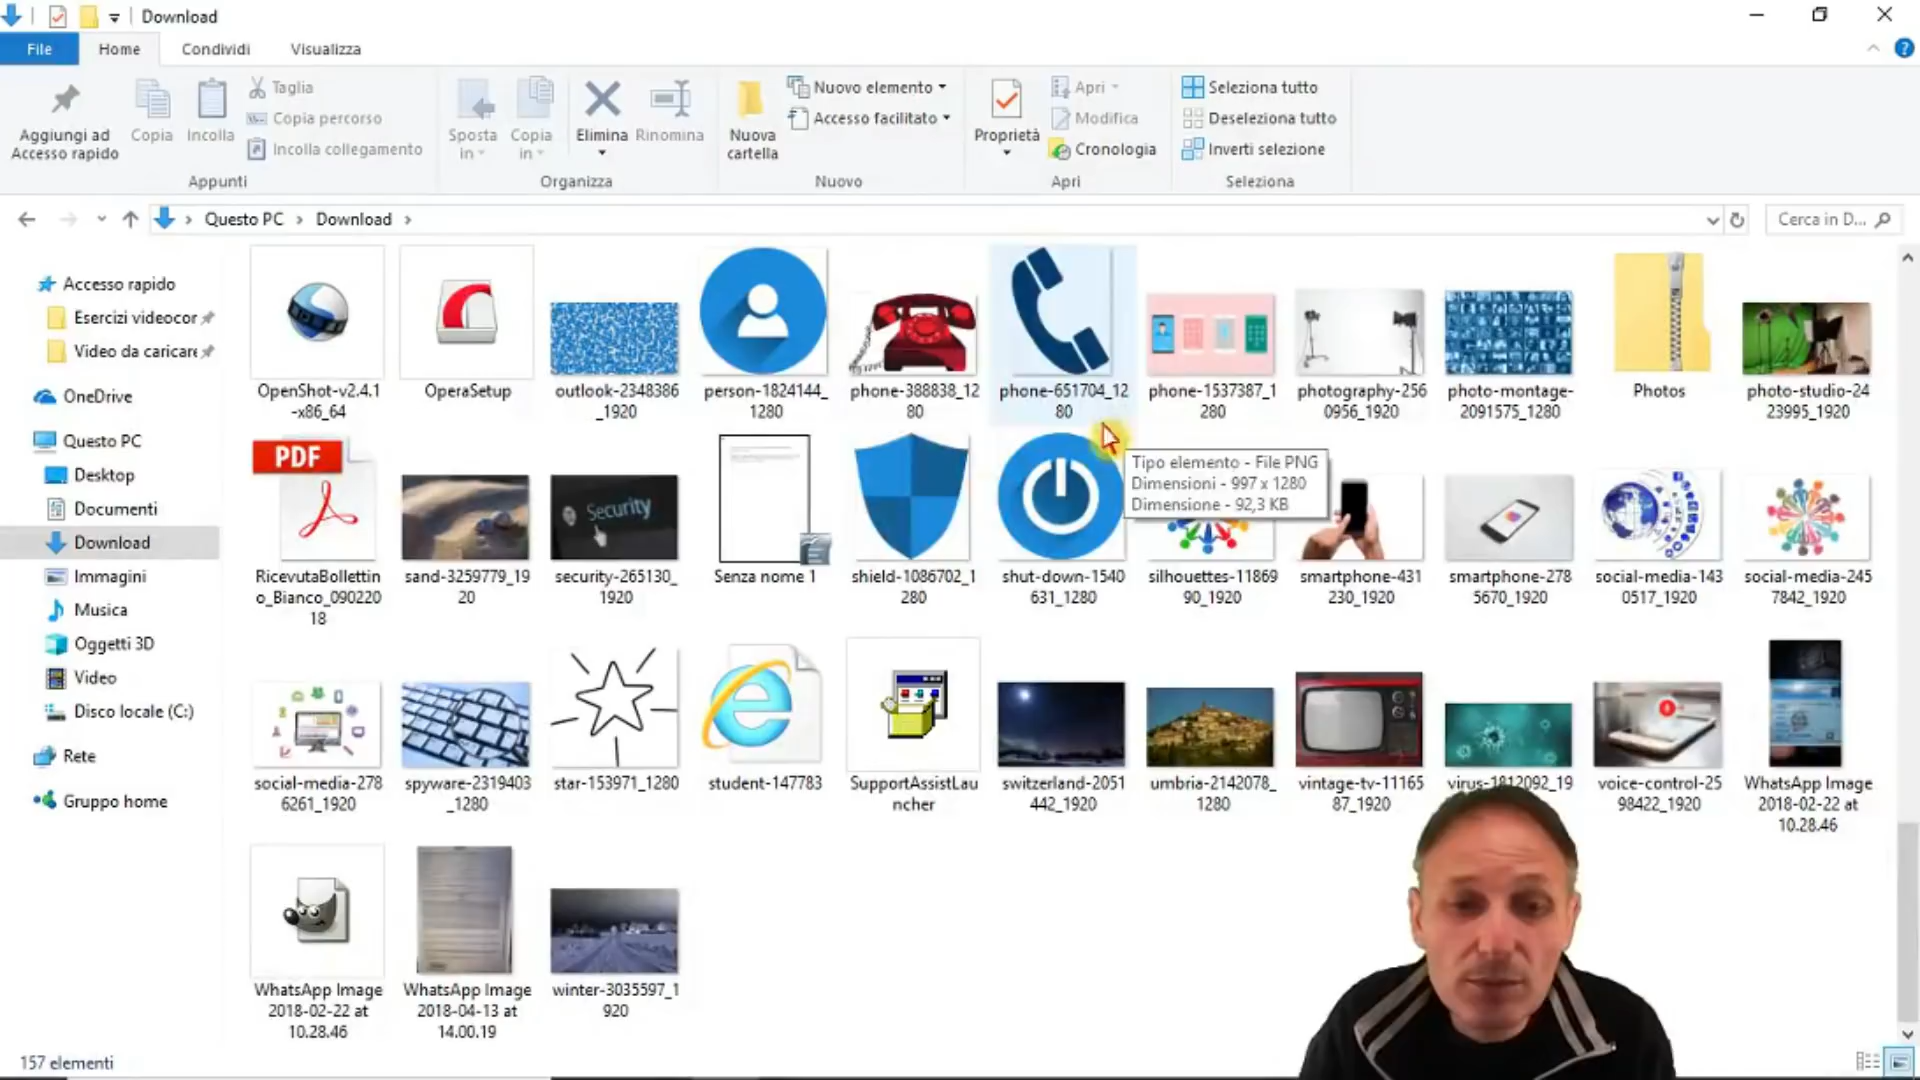 Download
File Home Condividi Visualizza
Aggiungi ad
Accesso rapido
Copia
Incolla
Taglia
Copia percorso
Incolla collegamento
Appunti
Sposta
in
Copia
in
Elimina
Rinomina
Organizza
Nuova
cartella
Nuovo elemento
Accesso facilitato
Nuovo
Proprietà
Apri
Modifica
Cronologia
Apri
Seleziona tutto
Deseleziona tutto
Inverti selezione
Seleziona
Questo PC > Download >
Cerca in D...
Accesso rapido
Esercizi videocor
Video da caricare
OneDrive
Questo PC
Desktop
Documenti
Download
Immagini
Musica
Oggetti 3D
Video
Disco locale (C:)
Rete
Gruppo home
OpenShot-v2.4.1
-x86_64
OperaSetup
outlook-2348386
_1920
person-1824144_
1280
phone-388838_12
80
phone-651704_12
80
phone-1537387_1
280
photography-256
0956_1920
photo-montage-
2091575_1280
Photos
photo-studio-24
23995_1920
Tipo elemento - File PNG
Dimensioni - 997 x 1280
Dimensione - 92,3 KB
PDF
RicevutaBollettin
o_Bianco_090220
18
sand-3259779_19
20
Security
security-265130_
1920
Senza nome 1
shield-1086702_1
280
shut-down-1540
631_1280
silhouettes-11869
90_1920
smartphone-431
230_1920
smartphone-278
5670_1920
social-media-143
0517_1920
social-media-245
7842_1920
social-media-278
6261_1920
spyware-2319403
_1280
star-153971_1280
student-147783
SupportAssistLau
ncher
switzerland-2051
442_1920
umbria-2142078_
1280
vintage-tv-11165
87_1920
virus-1812092_19
voice-control-25
98422_1920
WhatsApp Image
2018-02-22 at
10.28.46
WhatsApp Image
2018-02-22 at
10.28.46
WhatsApp Image
2018-04-13 at
14.00.19
winter-3035597_1
920
157 elementi